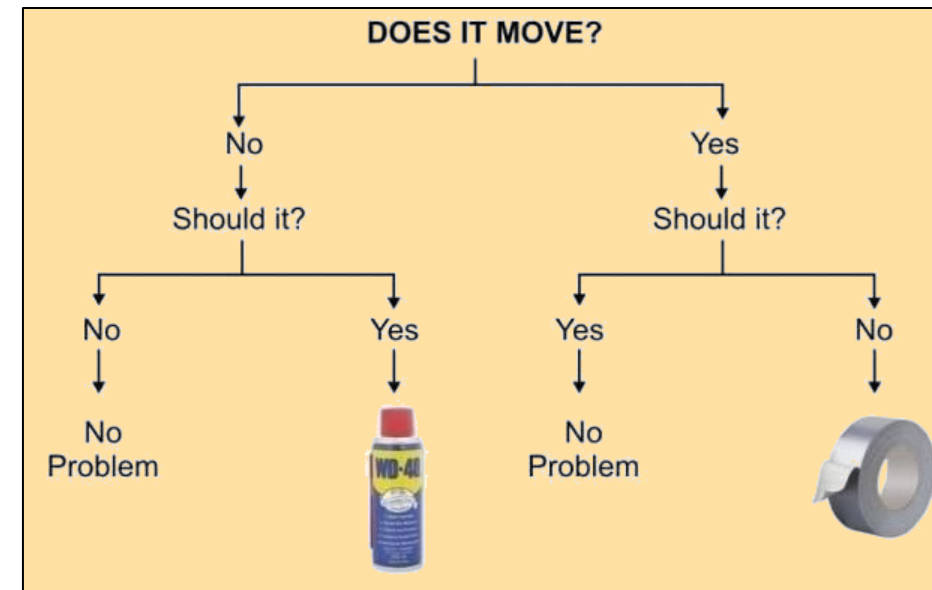 DOES IT MOVE?
No
Yes
Should it?
Should it?
No
Yes
Yes
No
No
Problem
No
Problem
WD-40